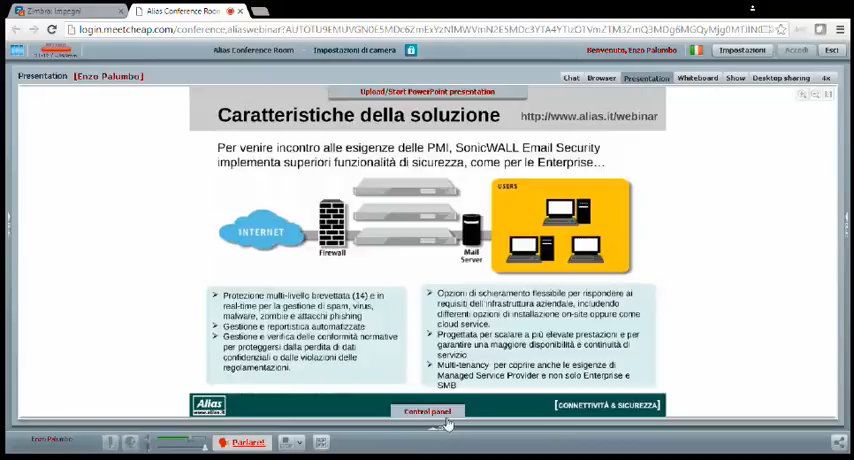 Zimbra: Impegni
Alias Conference Room
Alias Conference Room
Impostazioni di camera
Benvenuto, Enzo Palumbo
Impostazioni
Accedi
Esci
Presentation
[Enzo Palumbo]
Chat
Browser
Presentation
Whiteboard
Show
Desktop sharing
4x
Upload/Start PowerPoint presentation
Caratteristiche della soluzione
http://www.alias.it/webinar
Per venire incontro alle esigenze delle PMI, SonicWALL Email Security
implementa superiori funzionalità di sicurezza, come per le Enterprise…
INTERNET
Firewall
Mail
Server
USERS
Protezione multi-livello brevettata (14) e in
real-time per la gestione di spam, virus,
malware, zombie e attacchi phishing
Gestione e reportistica automatizzate
Gestione e verifica delle conformità normative
per proteggersi dalla perdita di dati
confidenziali o dalle violazioni delle
regolamentazioni.
Opzioni di schieramento flessibile per rispondere ai
requisiti dell'infrastruttura aziendale, includendo
differenti opzioni di installazione on-site oppure come
cloud service.
Progettata per scalare a più elevate prestazioni e per
garantire una maggiore disponibilità e continuità di
servizio
Multi-tenancy per coprire anche le esigenze di
Managed Service Provider e non solo Enterprise e
SMB
Alias
www.alias.it
Control panel
[CONNETTIVITÀ & SICUREZZA]
Enzo Palumbo
Parlare!